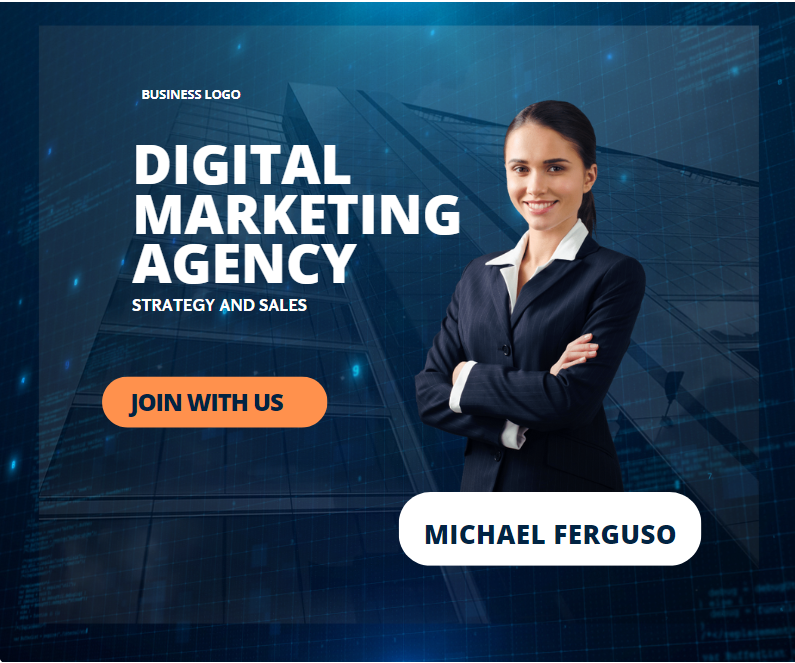 BUSINESS LOGO
DIGITAL
MARKETING
AGENCY
STRATEGY AND SALES
JOIN WITH US
MICHAEL FERGUSO